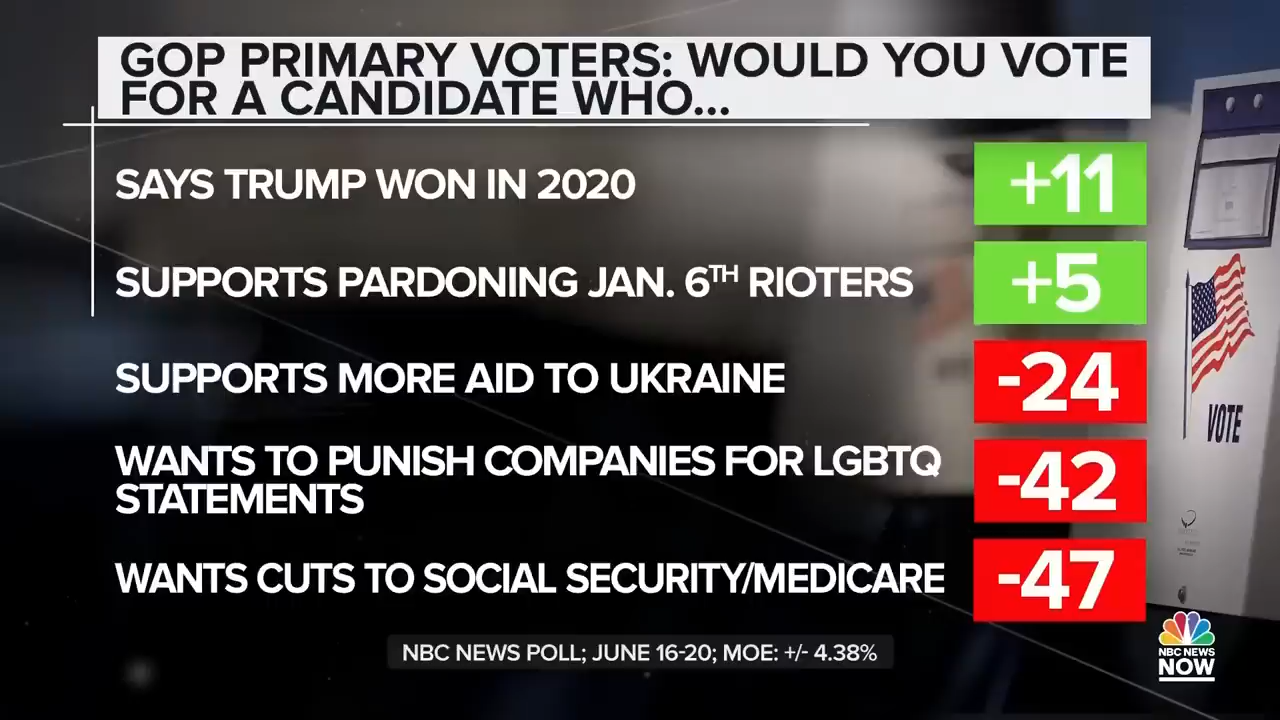 GOP PRIMARY VOTERS: WOULD YOU VOTE
FOR A CANDIDATE WHO...
SAYS TRUMP WON IN 2020
+11
SUPPORTS PARDONING JAN. 6TH RIOTERS
+5
SUPPORTS MORE AID TO UKRAINE
-24
WANTS TO PUNISH COMPANIES FOR LGBTQ
STATEMENTS
-42
WANTS CUTS TO SOCIAL SECURITY/MEDICARE
-47
NBC NEWS POLL; JUNE 16-20; MOE: +/- 4.38%
VOTE
NBC NEWS
NOW